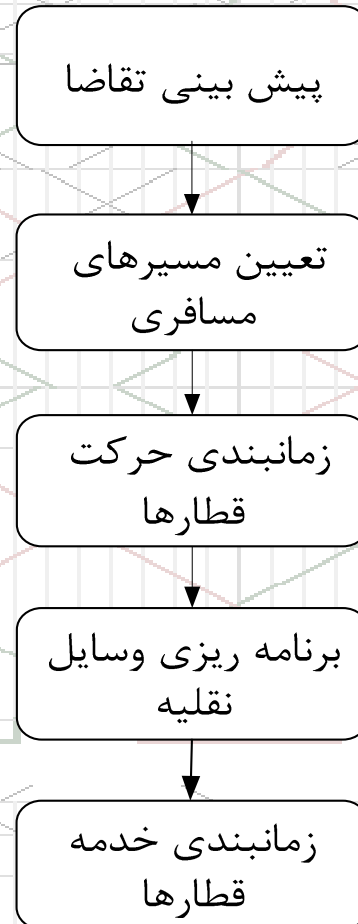 پیش بینی تقاضا
تعیین مسیرهای
مسافری
زمانبندی حرکت
قطارها
برنامه ریزی وسایل
نقلیه
زمانبندی خدمه
قطارها